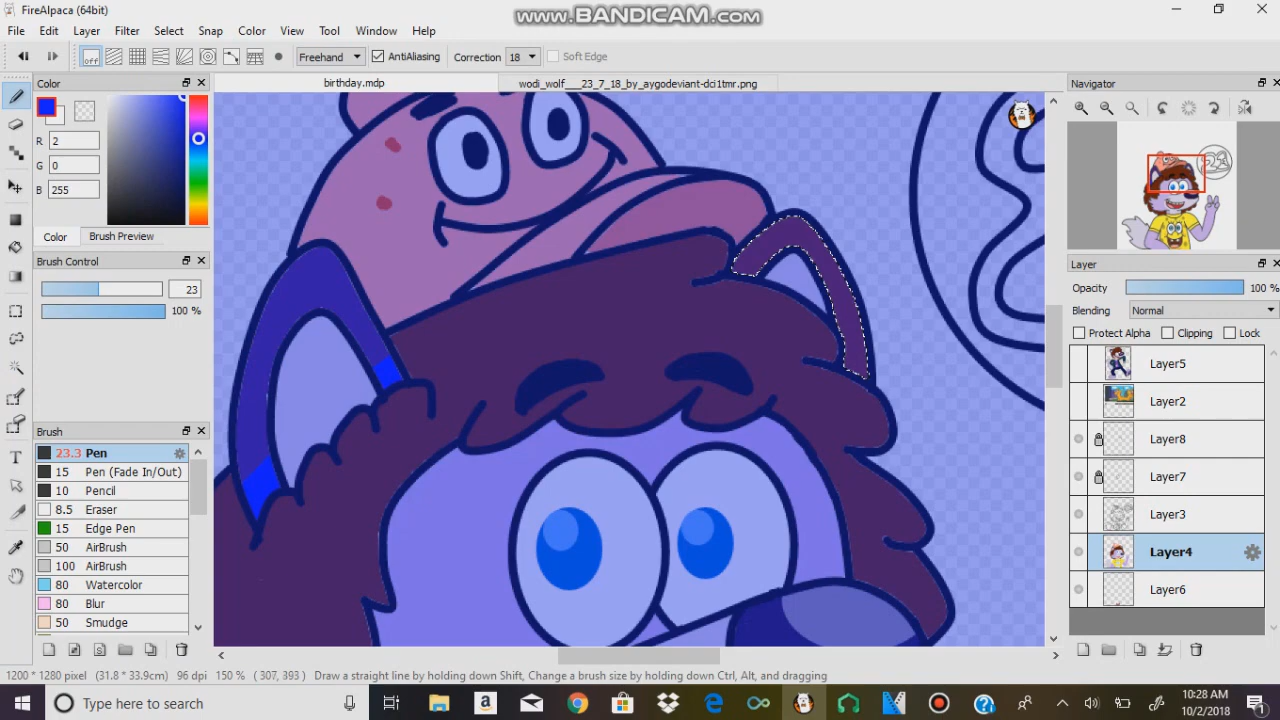 FireAlpaca (64bit)
www.BANDICAM.com
File Edit Layer Filter Select Snap Color View Tool Window Help
off Freehand AntiAliasing Correction 18 Soft Edge
Color birthday.mdp wodi_wolf___23_7_18_by_aygodeviant-dci1tmr.png Navigator
R 2
G 0
B 255
Color Brush Preview
Brush Control
23
100 %
Brush
23.3 Pen
15 Pen (Fade In/Out)
10 Pencil
8.5 Eraser
15 Edge Pen
50 AirBrush
100 AirBrush
80 Watercolor
80 Blur
50 Smudge
23
Layer
Opacity 100 %
Blending Normal
Protect Alpha Clipping Lock
Layer5
Layer2
Layer8
Layer7
Layer3
Layer4
Layer6
1200 * 1280 pixel (31.8 * 33.9cm) 96 dpi 150 % ( 307, 393 ) Draw a straight line by holding down Shift, Change a brush size by holding down Ctrl, Alt, and dragging
Type here to search
10:28 AM
10/2/2018